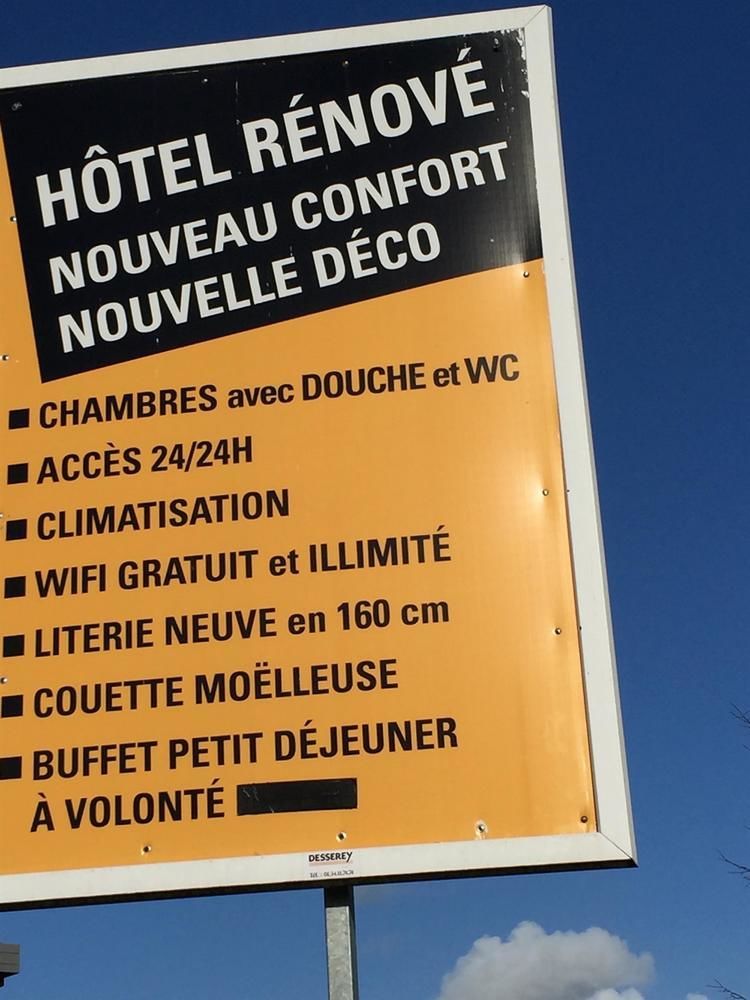 HÔTEL RÉNOVÉ
NOUVEAU CONFORT
NOUVELLE DÉCO
CHAMBRES avec DOUCHE et WC
ACCÈS 24/24H
CLIMATISATION
WIFI GRATUIT et ILLIMITÉ
LITERIE NEUVE en 160 cm
COUETTE MOËLLEUSE
BUFFET PETIT DÉJEUNER
À VOLONTÉ
DESSEREY